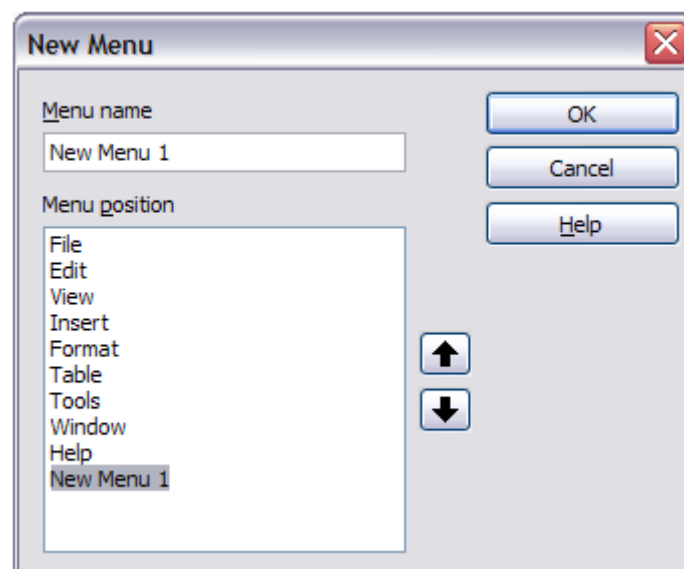 New Menu
Menu name
New Menu 1
Menu position
File
Edit
View
Insert
Format
Table
Tools
Window
Help
New Menu 1
OK
Cancel
Help